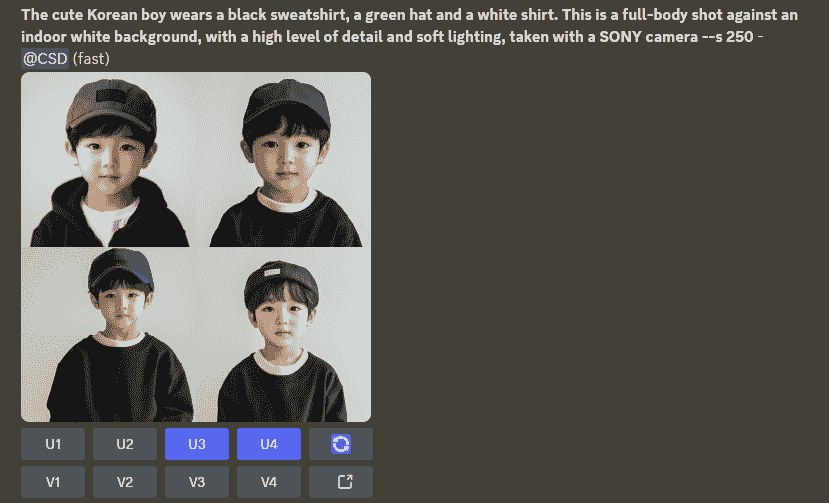 The cute Korean boy wears a black sweatshirt, a green hat and a white shirt. This is a full-body shot against an
indoor white background, with a high level of detail and soft lighting, taken with a SONY camera --s 250 -
@CSD (fast)
U1 U2 U3 U4
V1 V2 V3 V4